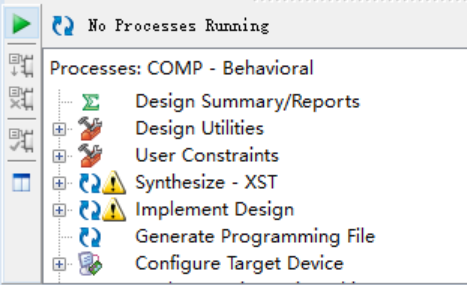 No Processes Running
Processes: COMP - Behavioral
Design Summary/Reports
Design Utilities
User Constraints
Synthesize - XST
Implement Design
Generate Programming File
Configure Target Device